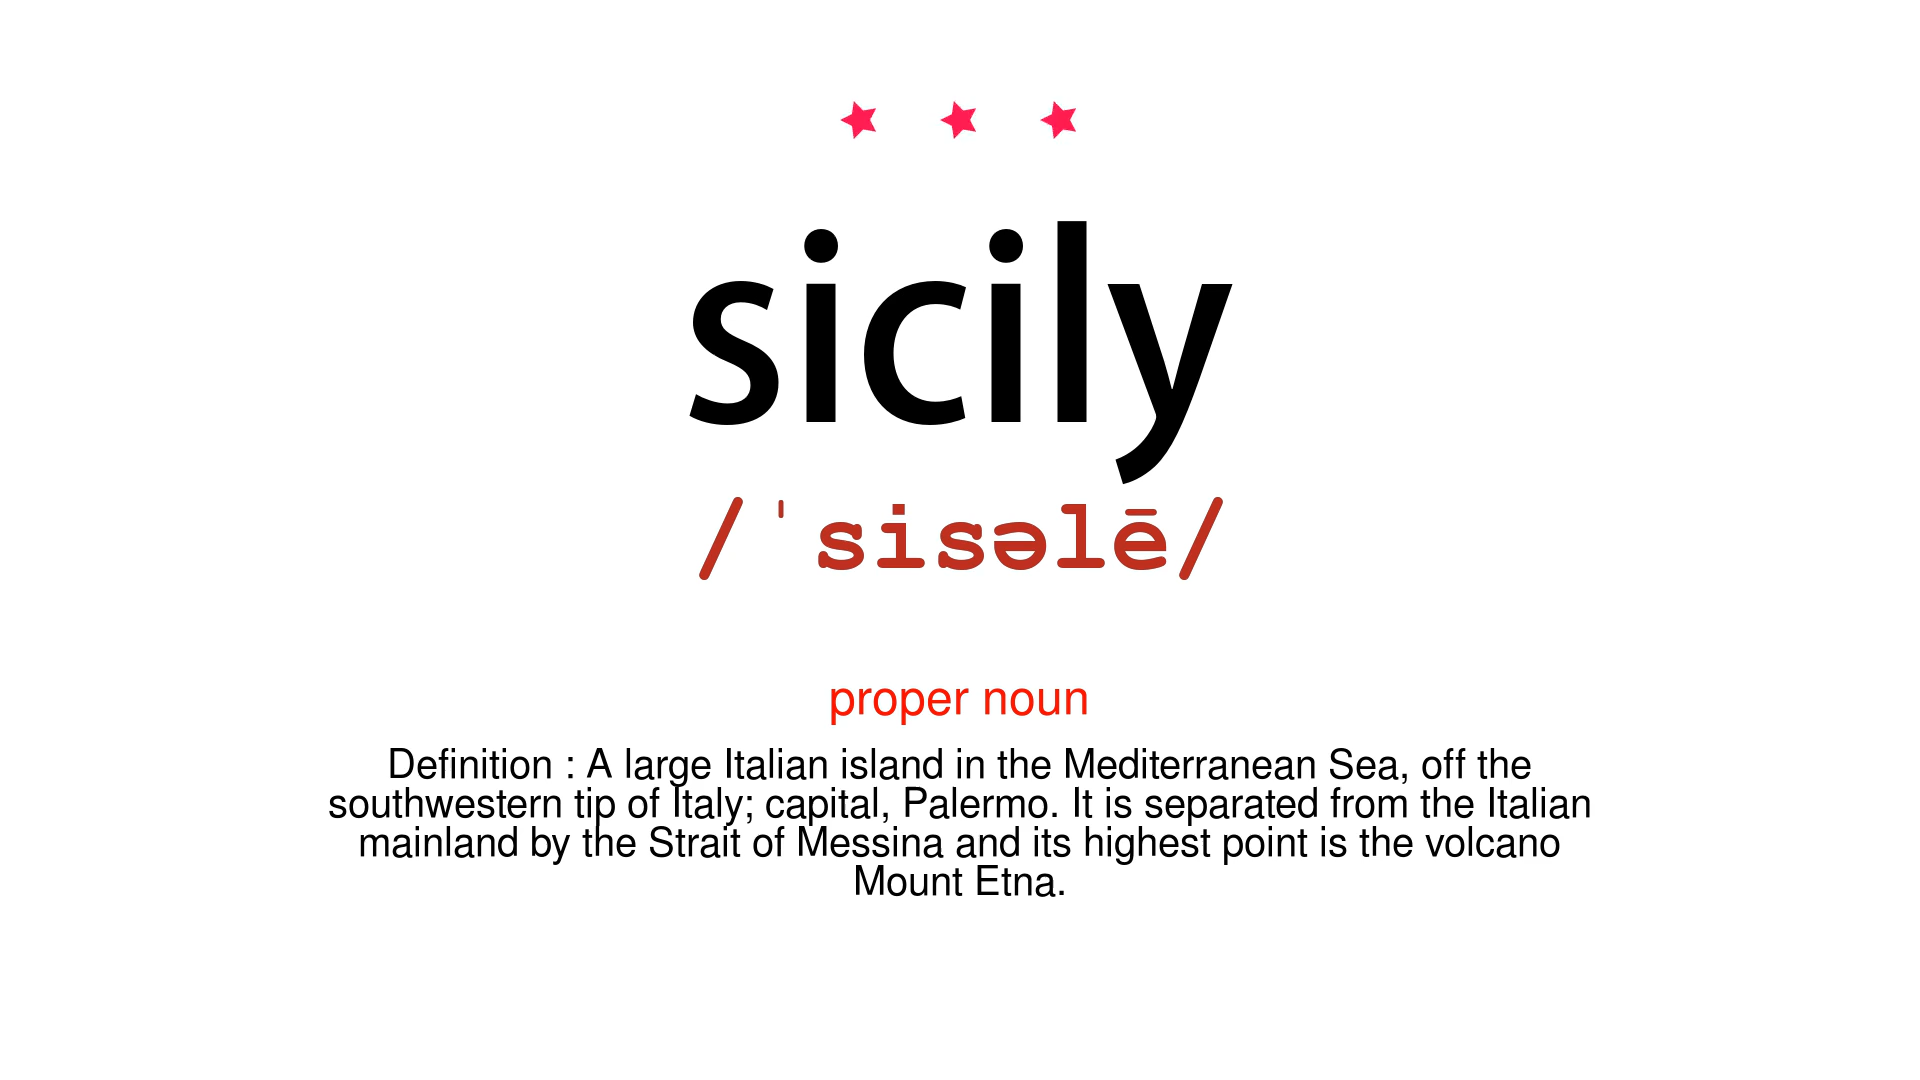 sicily
/ˈsisəlē/
proper noun
Definition : A large Italian island in the Mediterranean Sea, off the
southwestern tip of Italy; capital, Palermo. It is separated from the Italian
mainland by the Strait of Messina and its highest point is the volcano
Mount Etna.